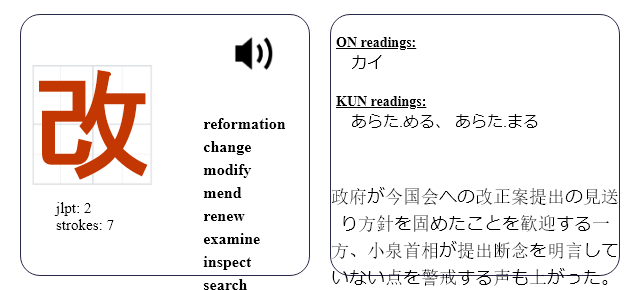 改
jlpt: 2
strokes: 7
reformation
change
modify
mend
renew
examine
inspect
search
ON readings:
カイ
KUN readings:
あらた.める、 あらた.まる
政府が今国会への改正案提出の見送
り方針を固めたことを歓迎する一
方、小泉首相が提出断念を明言して
いない点を警戒する声も上がった。